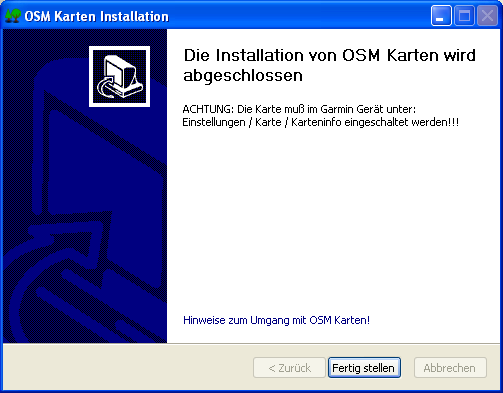 OSM Karten Installation
Die Installation von OSM Karten wird
abgeschlossen
ACHTUNG: Die Karte muß im Garmin Gerät unter:
Einstellungen / Karte / Karteninfo eingeschaltet werden!!!
Hinweise zum Umgang mit OSM Karten!
< Zurück
Fertig stellen
Abbrechen